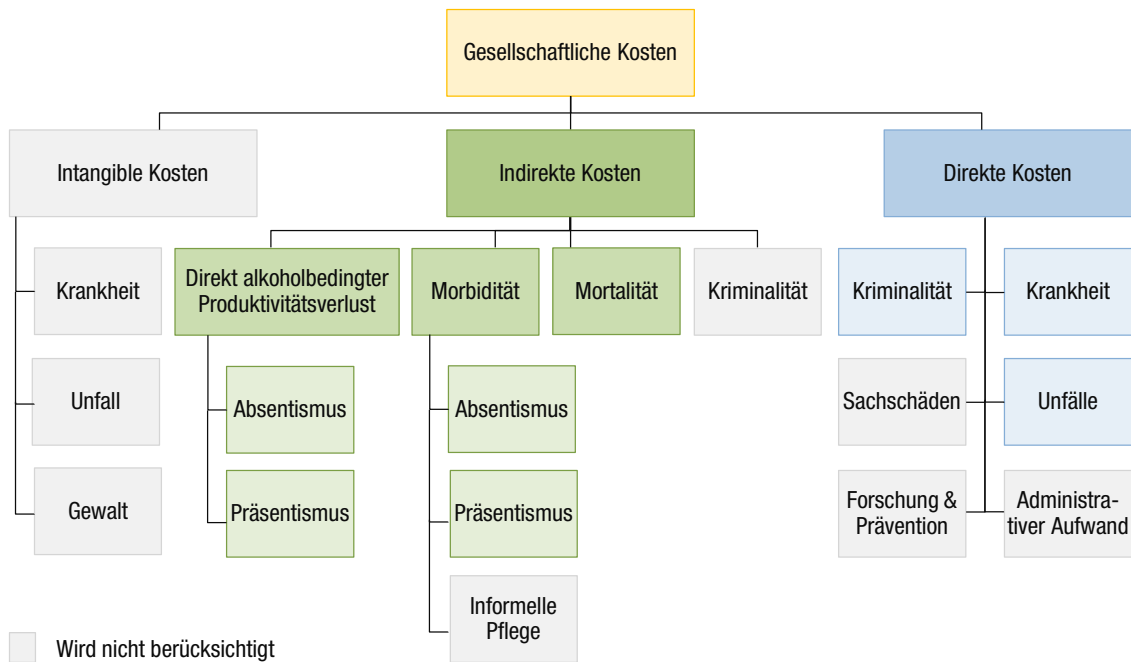 Gesellschaftliche Kosten
Intangible Kosten
Indirekte Kosten
Direkte Kosten
Krankheit
Direkt alkoholbedingter
Produktivitätsverlust
Morbidität
Mortalität
Kriminalität
Kriminalität
Krankheit
Unfall
Absentismus
Absentismus
Sachschäden
Unfälle
Gewalt
Präsentismus
Präsentismus
Forschung &
Prävention
Administra-
tiver Aufwand
Informelle
Pflege
Wird nicht berücksichtigt